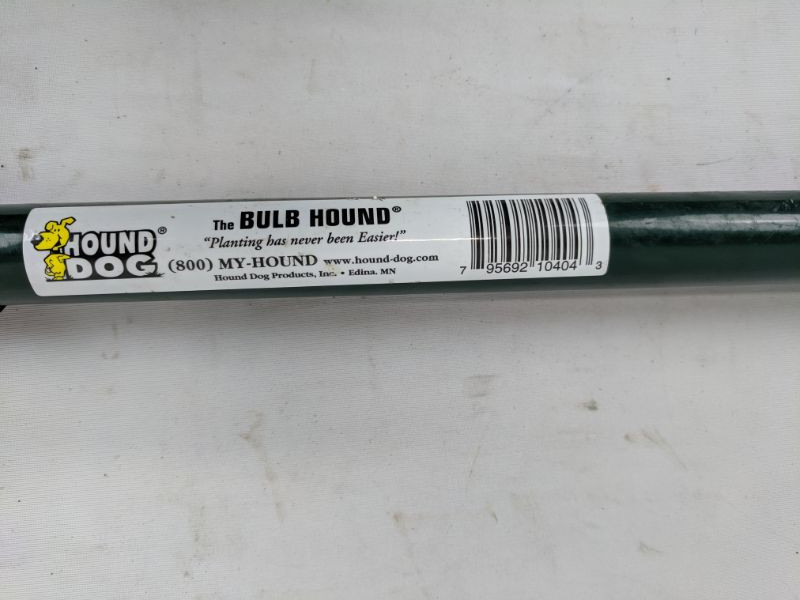 HOUND®
DOG
The BULB HOUND®
"Planting has never been Easier!"
(800) MY-HOUND www.hound-dog.com
Hound Dog Products, Inc. • Edina, MN
7 95692 10404 3